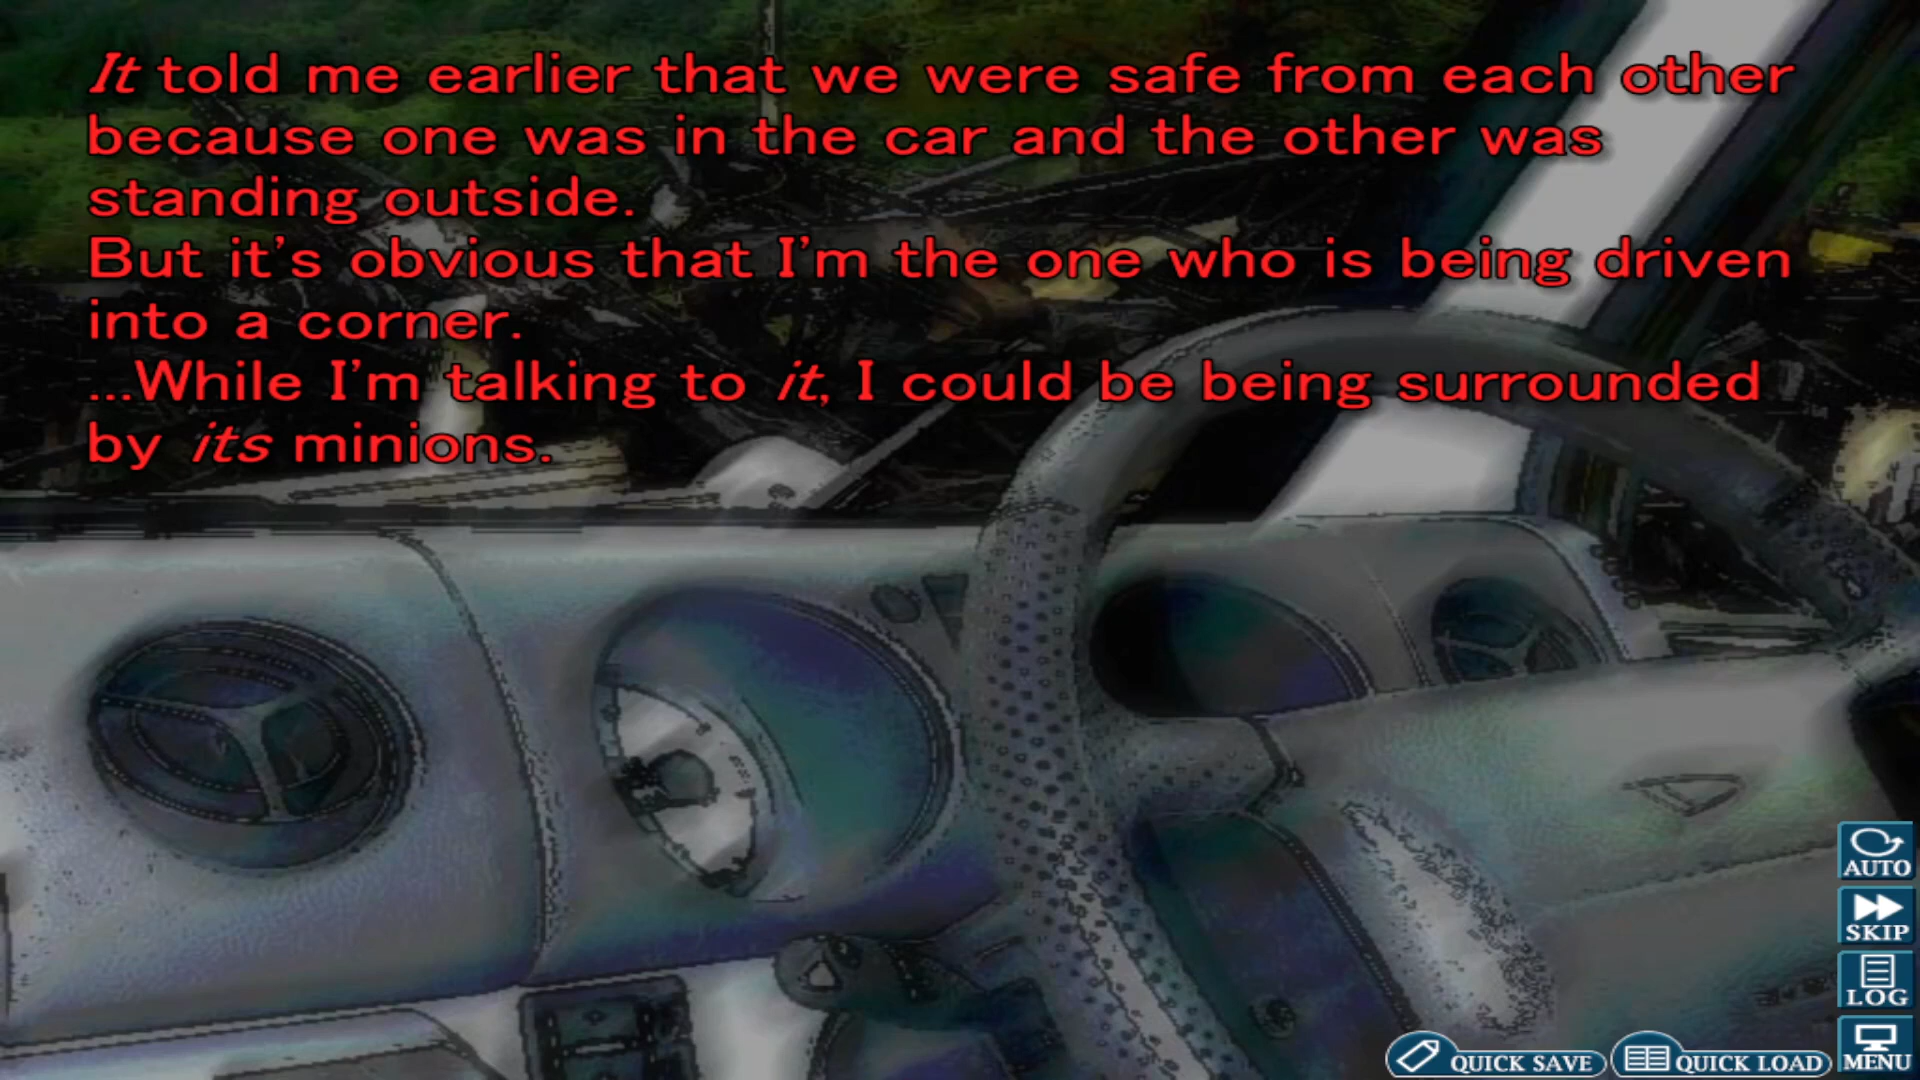 It told me earlier that we were safe from each other
because one was in the car and the other was
standing outside.
But it's obvious that I'm the one who is being driven
into a corner.
...While I'm talking to it, I could be being surrounded
by its minions.
AUTO
SKIP
LOG
QUICK SAVE
QUICK LOAD
MENU